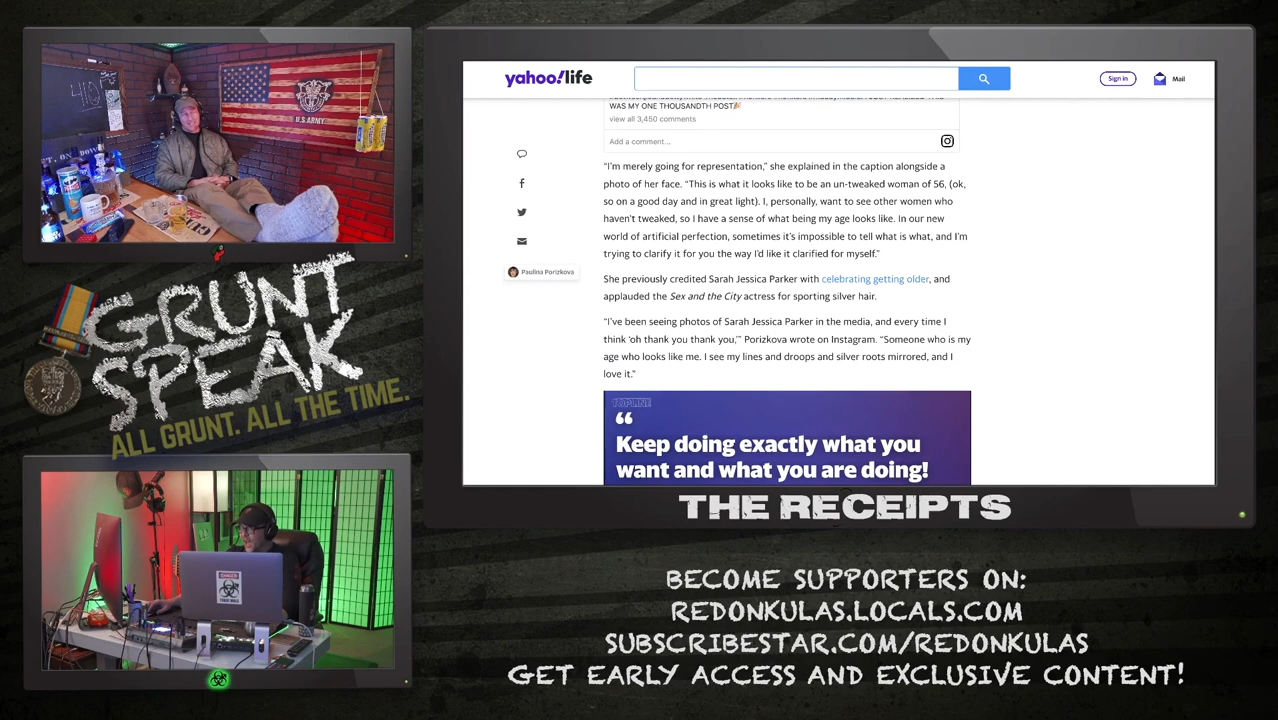 410
U.S. ARMY
GRUNT
SPEAK
ALL GRUNT. ALL THE TIME.
yahoo!life
Sign in
Mail
WAS MY ONE THOUSANDTH POST🎉
view all 3,450 comments
Add a comment...
“I’m merely going for representation,” she explained in the caption alongside a
photo of her face. “This is what it looks like to be an un-tweaked woman of 56, (ok,
so on a good day and in great light). I, personally, want to see other women who
haven’t tweaked, so I have a sense of what being my age looks like. In our new
world of artificial perfection, sometimes it’s impossible to tell what is what, and I’m
trying to clarify it for you the way I’d like it clarified for myself.”
Paulina Porizkova
She previously credited Sarah Jessica Parker with celebrating getting older, and
applauded the Sex and the City actress for sporting silver hair.
“I’ve been seeing photos of Sarah Jessica Parker in the media, and every time I
think ‘oh thank you thank you,’” Porizkova wrote on Instagram. “Someone who is my
age who looks like me. I see my lines and droops and silver roots mirrored, and I
love it.”
TOPLINE
“
Keep doing exactly what you
want and what you are doing!
THE RECEIPTS
DANGER
BECOME SUPPORTERS ON:
REDONKULAS.LOCALS.COM
SUBSCRIBESTAR.COM/REDONKULAS
GET EARLY ACCESS AND EXCLUSIVE CONTENT!